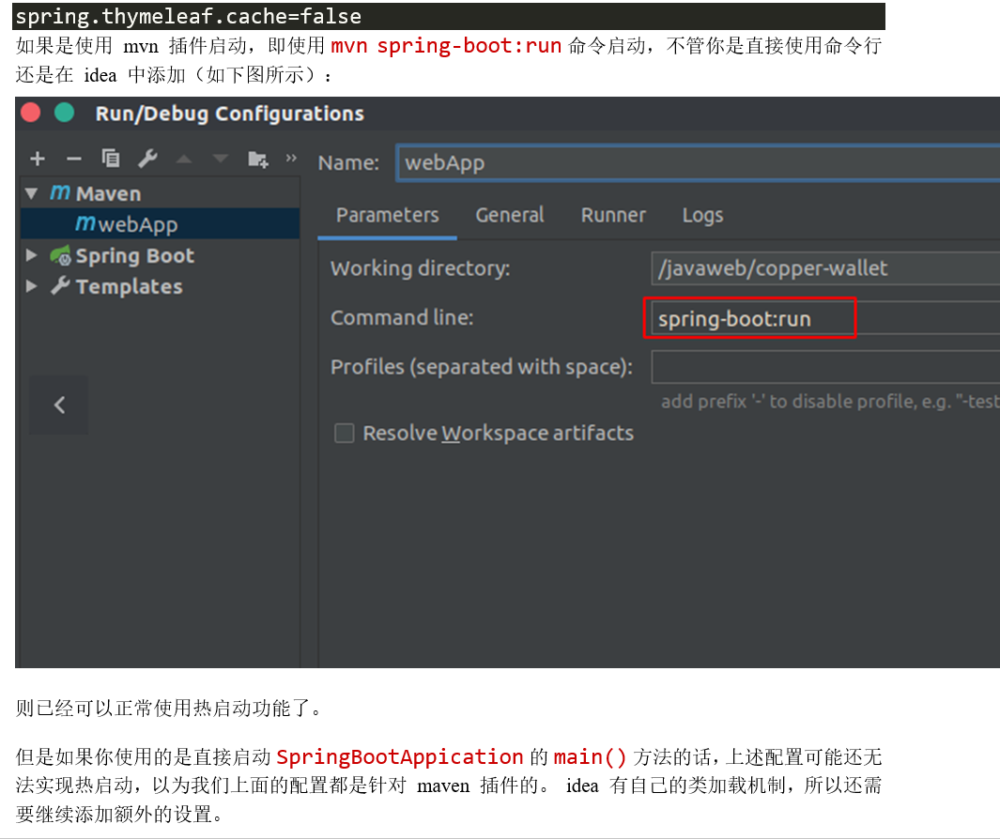 spring.thymeleaf.cache=false
如果是使用 mvn 插件启动，即使用 mvn spring-boot:run 命令启动，不管你是直接使用命令行
还是在 idea 中添加（如下图所示）：
Run/Debug Configurations
Name: webApp
Maven
webApp
Spring Boot
Templates
Parameters General Runner Logs
Working directory: /javaweb/copper-wallet
Command line: spring-boot:run
Profiles (separated with space):
add prefix '-' to disable profile, e.g. "-test
Resolve Workspace artifacts
则已经可以正常使用热启动功能了。
但是如果你使用的是直接启动 SpringBootAppication 的 main() 方法的话，上述配置可能还无
法实现热启动，以为我们上面的配置都是针对 maven 插件的。 idea 有自己的类加载机制，所以还需
要继续添加额外的设置。